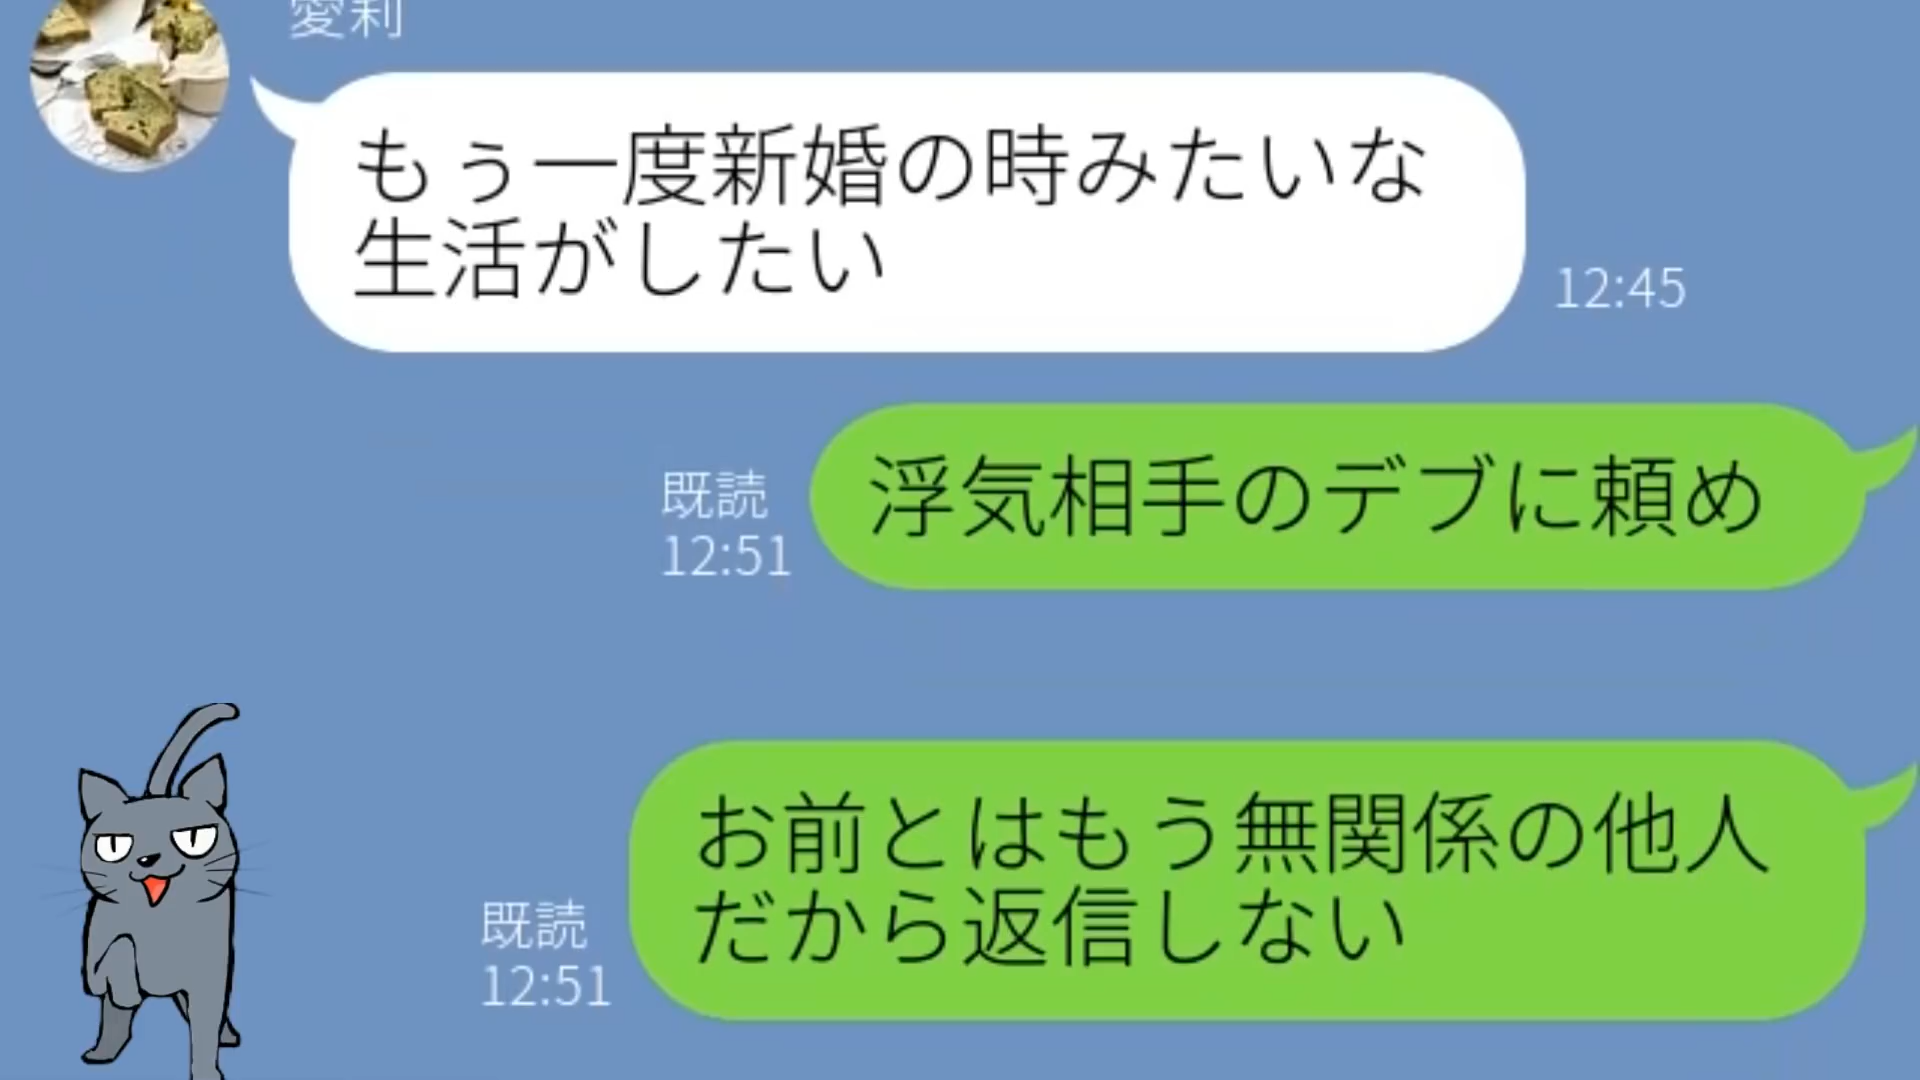 愛利
もぅ一度新婚の時みたいな
生活がしたい
12:45
浮気相手のデブに頼め
既読
12:51
お前とはもう無関係の他人
だから返信しない
既読
12:51